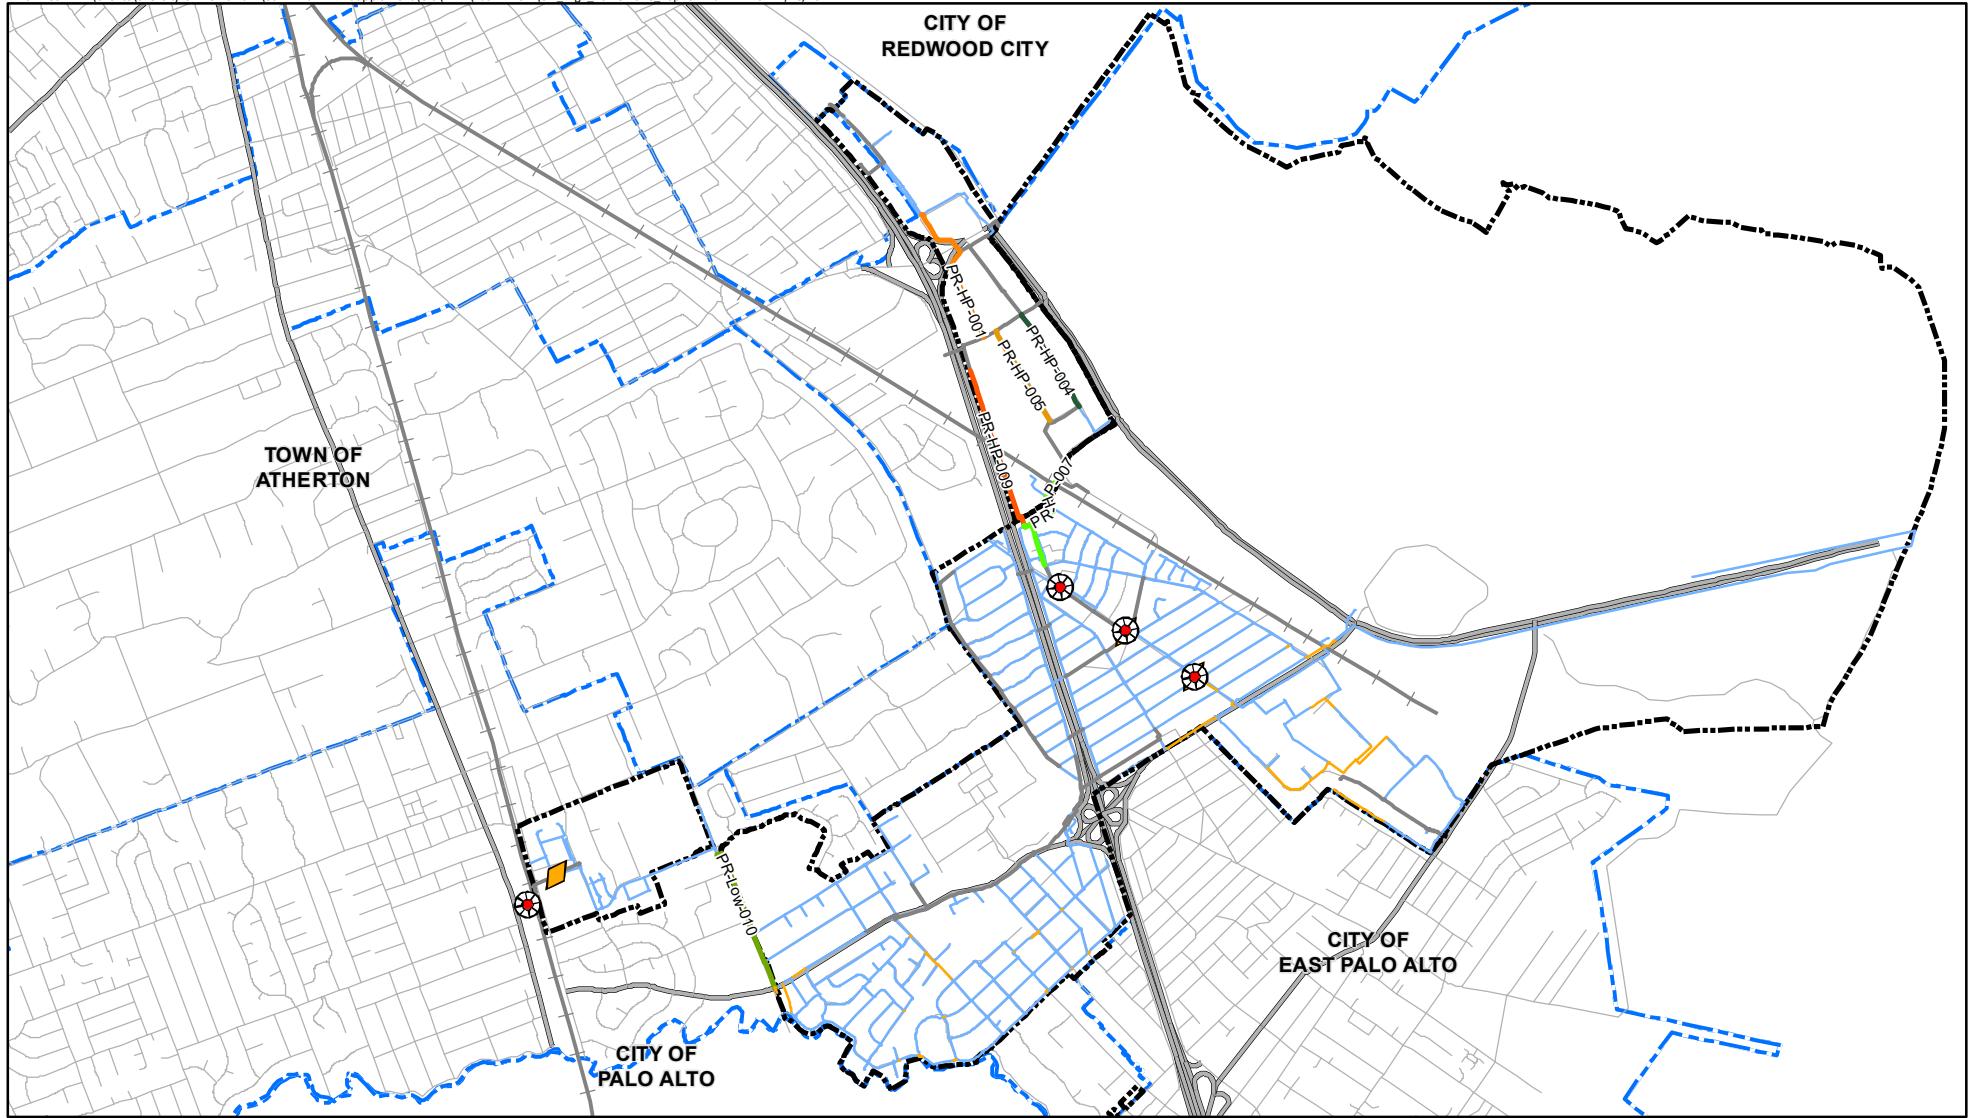 CITY OF
REDWOOD CITY
PR-HP-001
PR-HP-004
PR-HP-005
PR-HP-009
PR-HP-007
TOWN OF
ATHERTON
PR-Low-010
CITY OF
EAST PALO ALTO
CITY OF
PALO ALTO